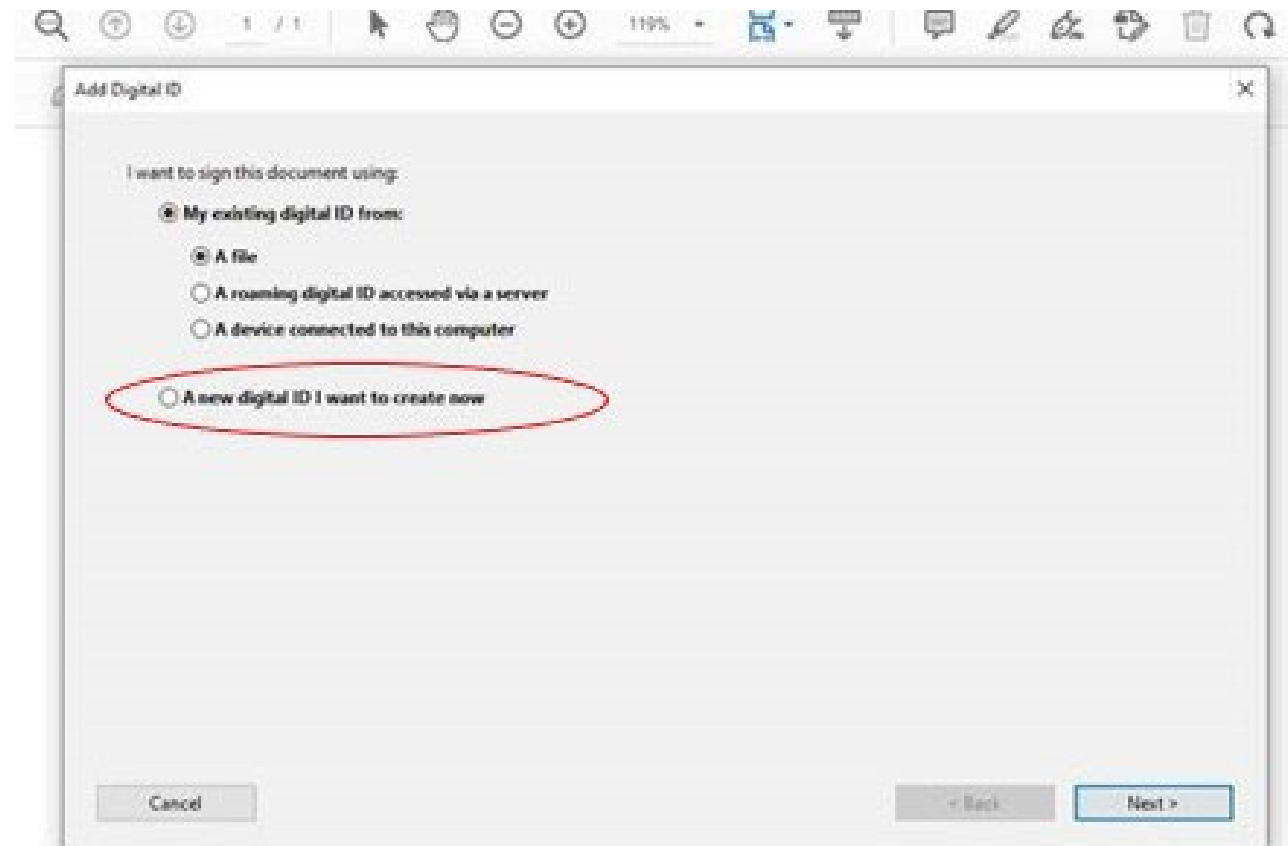 1 / 1 119%
Add Digital ID
I want to sign this document using:
My existing digital ID from:
A file
A roaming digital ID accessed via a server
A device connected to this computer
A new digital ID I want to create now
Cancel < Back Next >